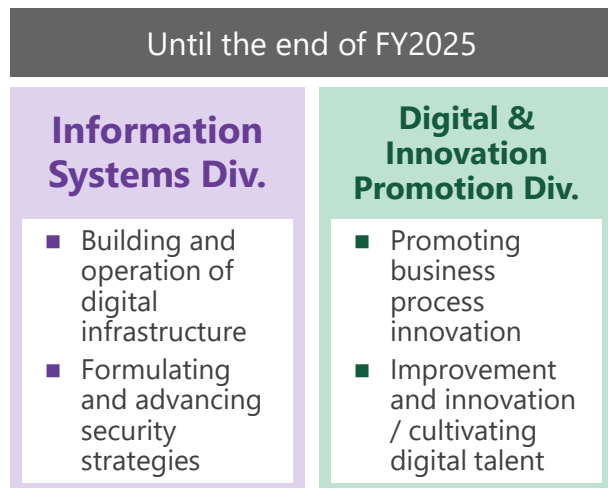 Until the end of FY2025
Information
Systems Div.
■ Building and
operation of
digital
infrastructure
■ Formulating
and advancing
security
strategies
Digital &
Innovation
Promotion Div.
■ Promoting
business
process
innovation
■ Improvement
and innovation
/ cultivating
digital talent